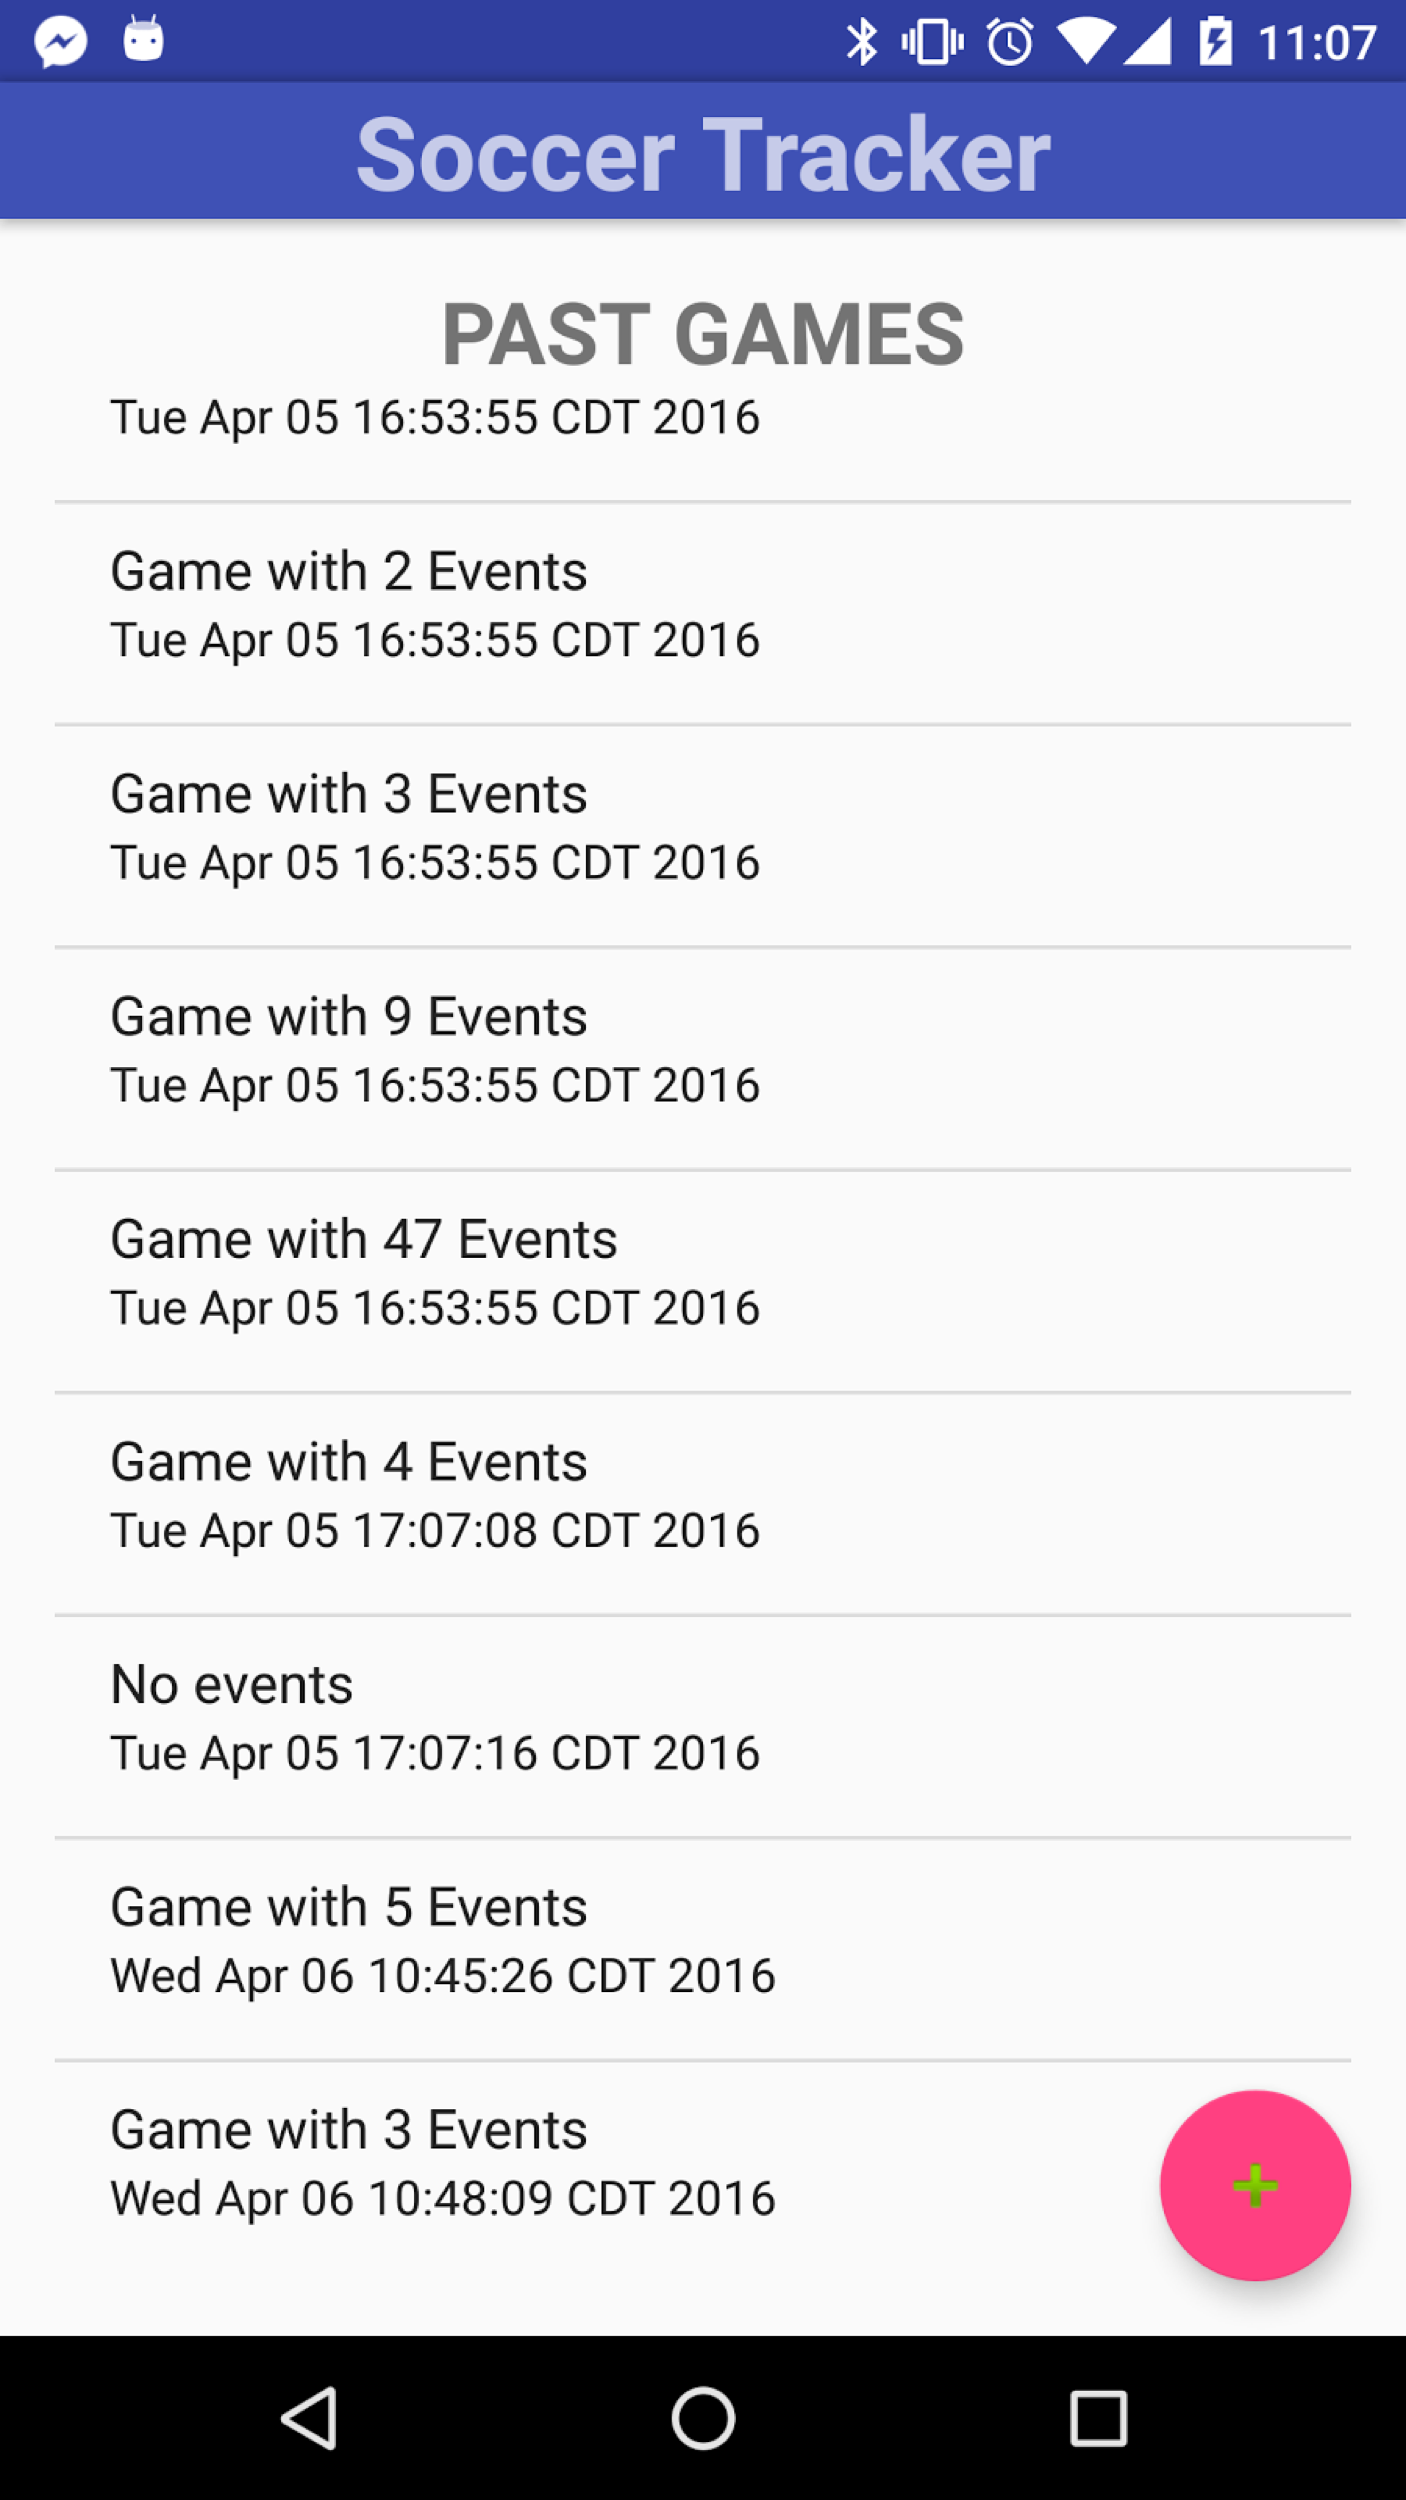 11:07
Soccer Tracker
PAST GAMES
Tue Apr 05 16:53:55 CDT 2016
Game with 2 Events
Tue Apr 05 16:53:55 CDT 2016
Game with 3 Events
Tue Apr 05 16:53:55 CDT 2016
Game with 9 Events
Tue Apr 05 16:53:55 CDT 2016
Game with 47 Events
Tue Apr 05 16:53:55 CDT 2016
Game with 4 Events
Tue Apr 05 17:07:08 CDT 2016
No events
Tue Apr 05 17:07:16 CDT 2016
Game with 5 Events
Wed Apr 06 10:45:26 CDT 2016
Game with 3 Events
Wed Apr 06 10:48:09 CDT 2016